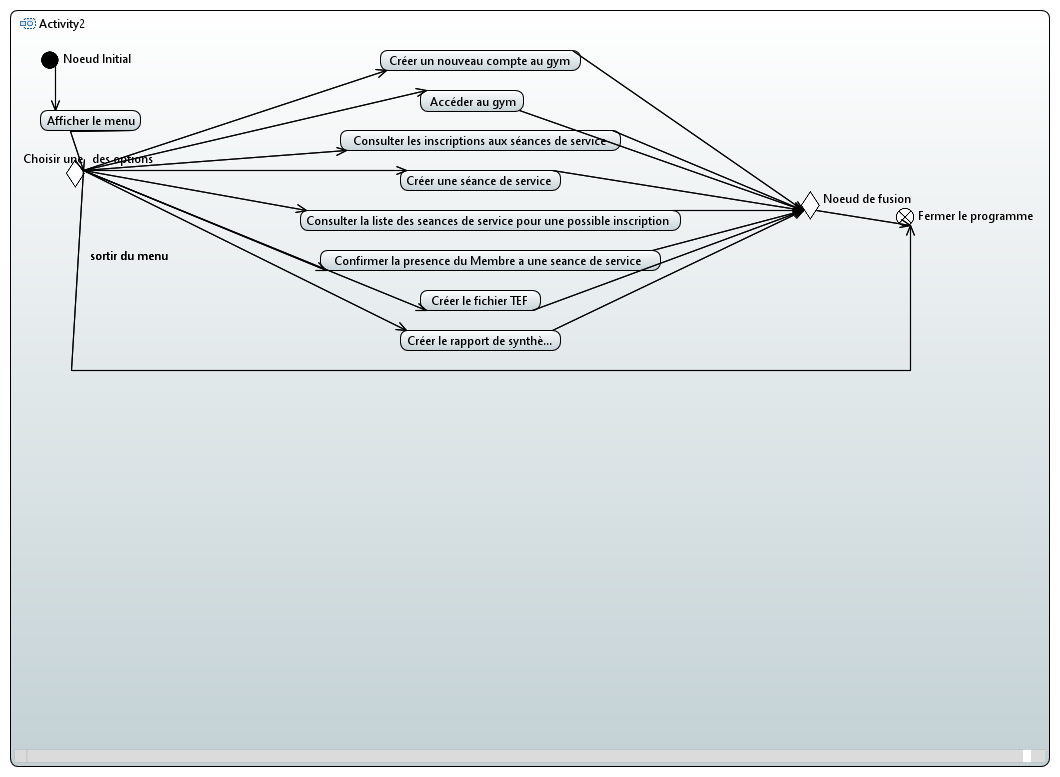 Activity2
Noeud Initial
Afficher le menu
Choisir une des options
sortir du menu
Créer un nouveau compte au gym
Accéder au gym
Consulter les inscriptions aux séances de service
Créer une séance de service
Consulter la liste des seances de service pour une possible inscription
Confirmer la presence du Membre a une seance de service
Créer le fichier TEF
Créer le rapport de synthè...
Noeud de fusion
Fermer le programme